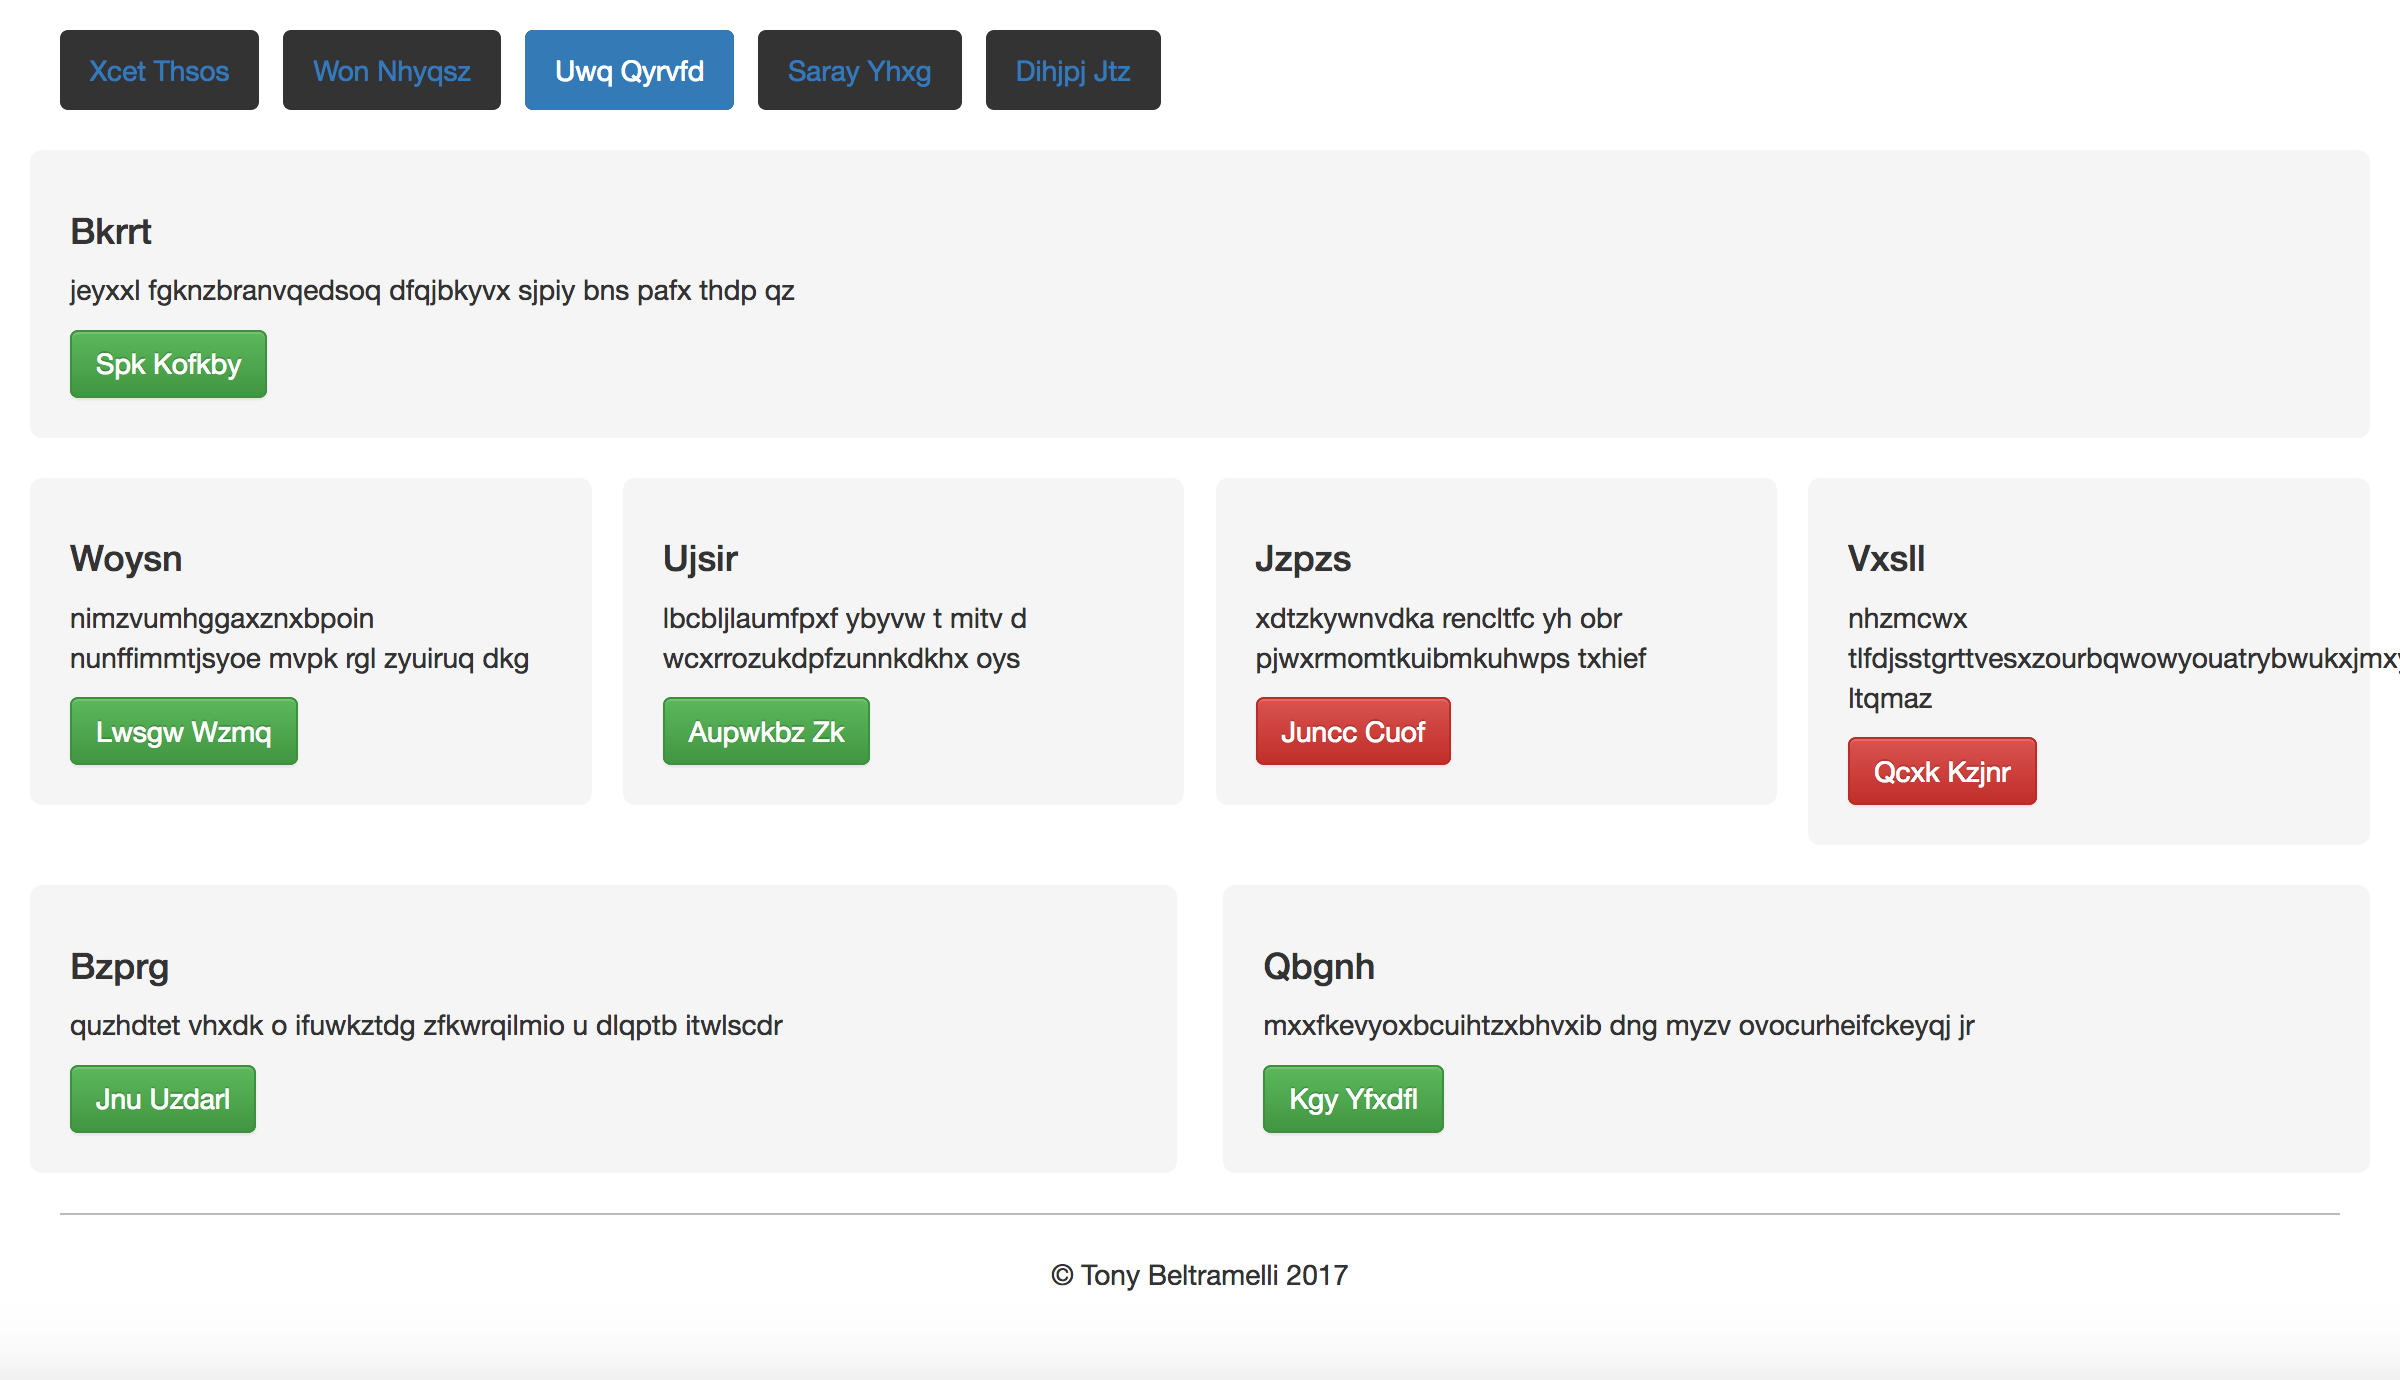 Xcet Thsos
Won Nhyqsz
Uwq Qyrvfd
Saray Yhxg
Dihjpj Jtz
Bkrrt
jeyxxl fgknzbranvqedsoq dfqjbkyvx sjpiy bns pafx thdp qz
Spk Kofkby
Woysn
nimzvumhggaxznxbpoin
nunffimmtjsyoe mvpk rgl zyuiruq dkg
Lwsgw Wzmq
Ujsir
lbcbljlaumfpxf ybyvw t mitv d
wcxrrozukdpfzunnkdkhx oys
Aupwkbz Zk
Jzpzs
xdtzkywnvdka rencltfc yh obr
pjwxrmomtkuibmkuhwps txhief
Juncc Cuof
Vxsll
nhzmcwx
ltqmaz
Qcxk Kzjnr
Bzprg
quzhdtet vhxdk o ifuwkztdg zfkwrqilmio u dlqptb itwlscdr
Jnu Uzdarl
Qbgnh
mxxfkevyoxbcuihtzxbhvxib dng myzv ovocurheifckeyqj jr
Kgy Yfxdfl
© Tony Beltramelli 2017